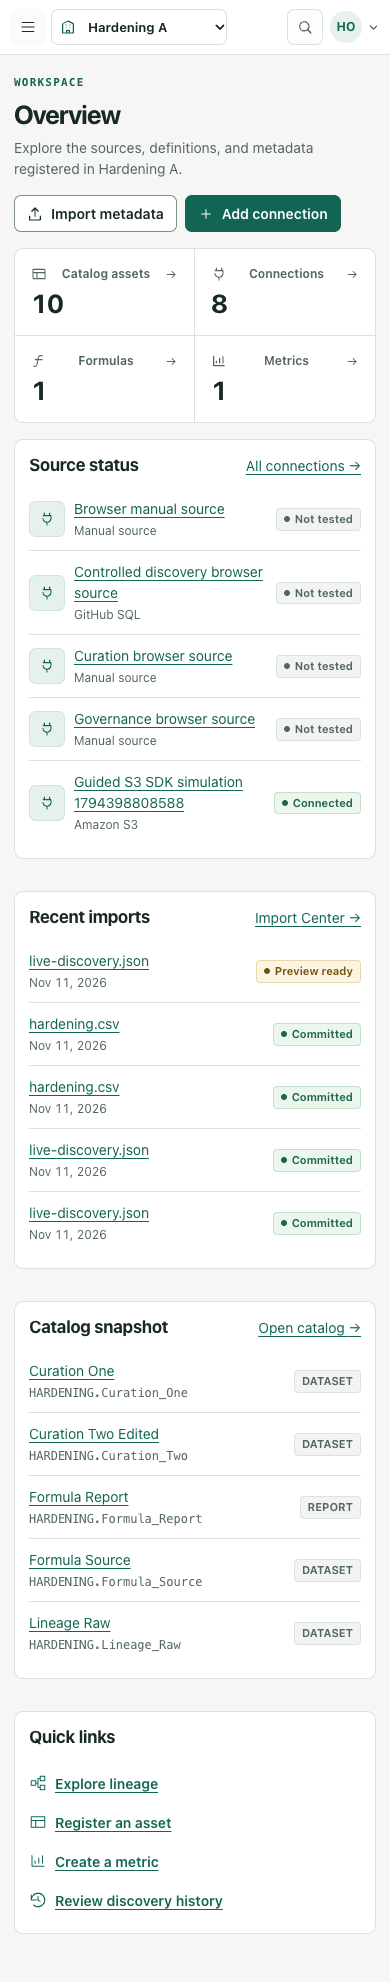 Hardening A
HO
WORKSPACE
Overview
Explore the sources, definitions, and metadata
registered in Hardening A.
Import metadata
+ Add connection
Catalog assets →
10
Connections →
8
Formulas →
1
Metrics →
1
Source status
All connections →
Browser manual source
Manual source
Not tested
Controlled discovery browser
source
GitHub SQL
Not tested
Curation browser source
Manual source
Not tested
Governance browser source
Manual source
Not tested
Guided S3 SDK simulation
1794398808588
Amazon S3
Connected
Recent imports
Import Center →
live-discovery.json
Nov 11, 2026
Preview ready
hardening.csv
Nov 11, 2026
Committed
hardening.csv
Nov 11, 2026
Committed
live-discovery.json
Nov 11, 2026
Committed
live-discovery.json
Nov 11, 2026
Committed
Catalog snapshot
Open catalog →
Curation One
HARDENING.Curation_One
DATASET
Curation Two Edited
HARDENING.Curation_Two
DATASET
Formula Report
HARDENING.Formula_Report
REPORT
Formula Source
HARDENING.Formula_Source
DATASET
Lineage Raw
HARDENING.Lineage_Raw
DATASET
Quick links
Explore lineage
Register an asset
Create a metric
Review discovery history